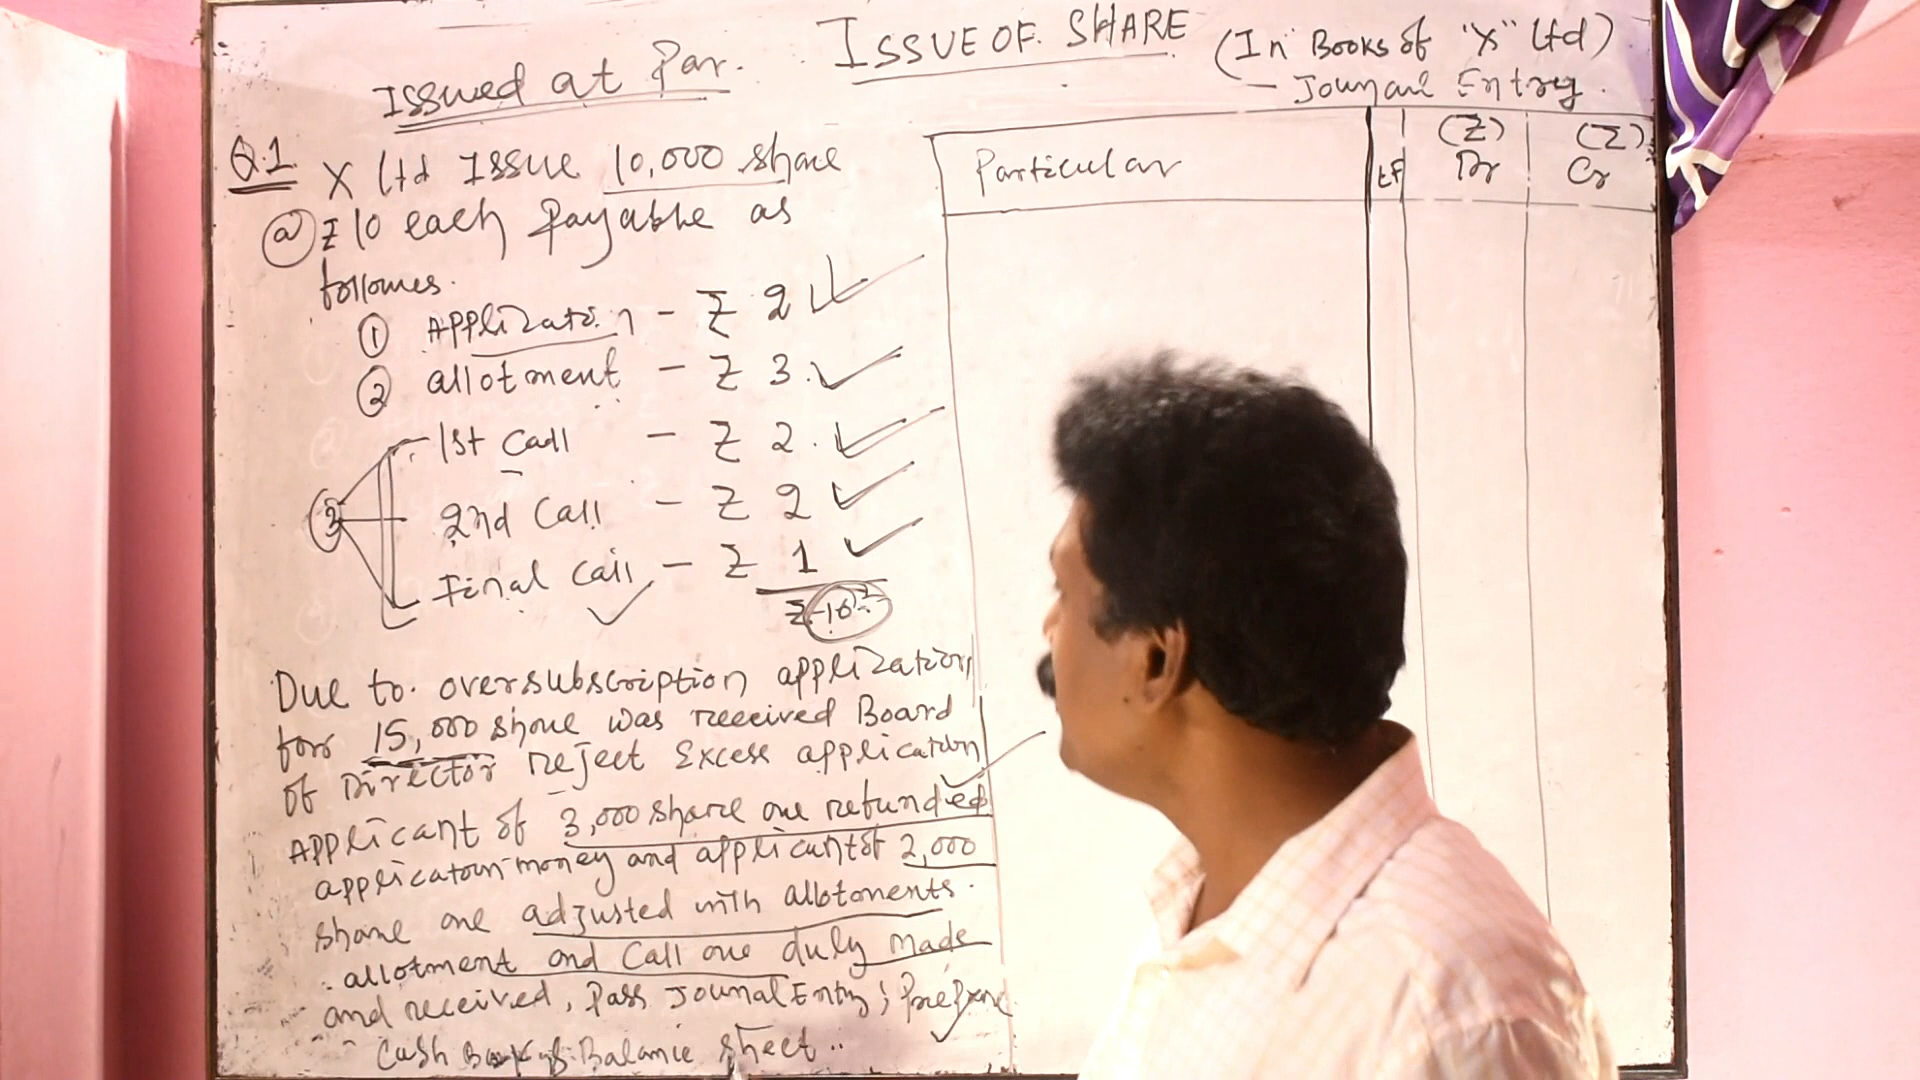 ISSUE OF SHARE
Issued at Par.
(In Books of "X" Ltd)
- Journal Entry.
Q.1 X Ltd Issue 10,000 share
@ ₹10 each Payable as
follows.
① Application - ₹ 2
② allotment - ₹ 3.
③ 1st Call - ₹ 2.
2nd Call - ₹ 2
Final Call - ₹ 1
₹ 10
Due to oversubscription application
for 15,000 share was received Board
of Director reject Excess application
Applicant of 3,000 share are refunded
application money and applicant of 2,000
share are adjusted with allotments.
allotment and Call are duly made
and received, Pass Journal Entry; Prepare
Cash Book & Balance Sheet..
Particular LF (₹) Dr (₹) Cr